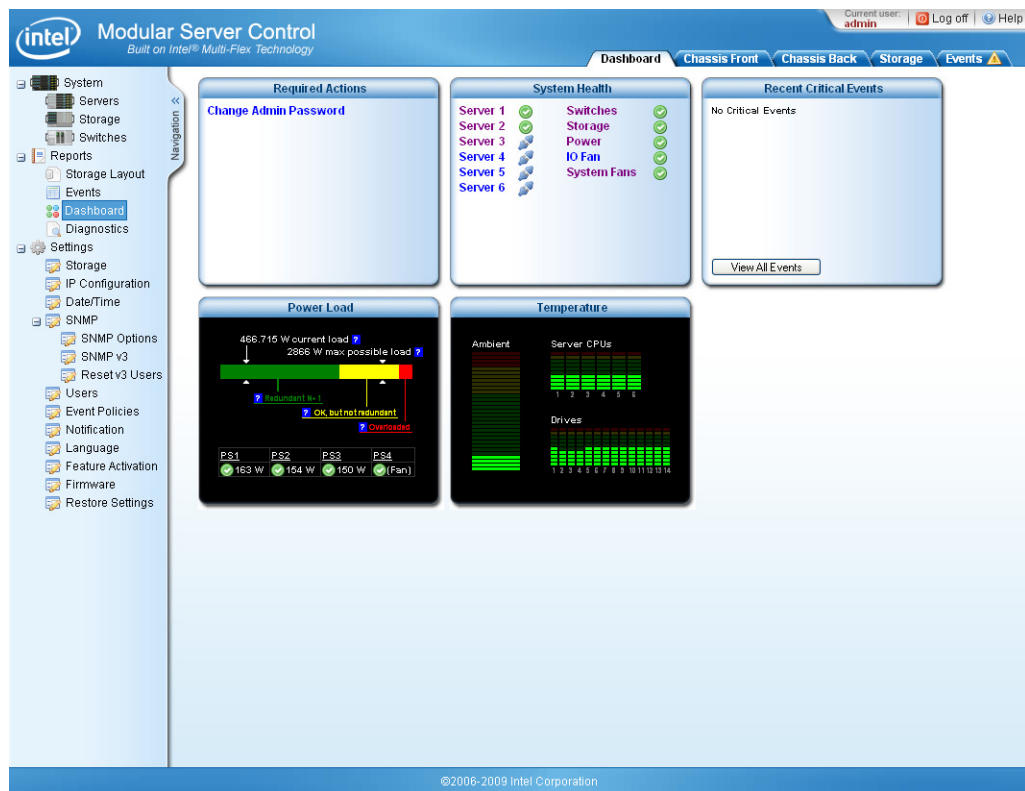 intel
Modular Server Control
Built on Intel® Multi-Flex Technology
Current user:
admin
Log off
Help
Dashboard
Chassis Front
Chassis Back
Storage
Events
Navigation
System
Servers
Storage
Switches
Reports
Storage Layout
Events
Dashboard
Diagnostics
Settings
Storage
IP Configuration
Date/Time
SNMP
SNMP Options
SNMP v3
Reset v3 Users
Users
Event Policies
Notification
Language
Feature Activation
Firmware
Restore Settings
Required Actions
Change Admin Password
System Health
Server 1 Switches
Server 2 Storage
Server 3 Power
Server 4 IO Fan
Server 5 System Fans
Server 6
Recent Critical Events
No Critical Events
View All Events
Power Load
466.715 W current load ?
2866 W max possible load ?
? Redundant N+1
? OK, but not redundant
? Overloaded
PS1 PS2 PS3 PS4
163 W 154 W 150 W (Fan)
Temperature
Ambient
Server CPUs
1 2 3 4 5 6
Drives
1 2 3 4 5 6 7 8 9 10 11 12 13 14
©2006-2009 Intel Corporation